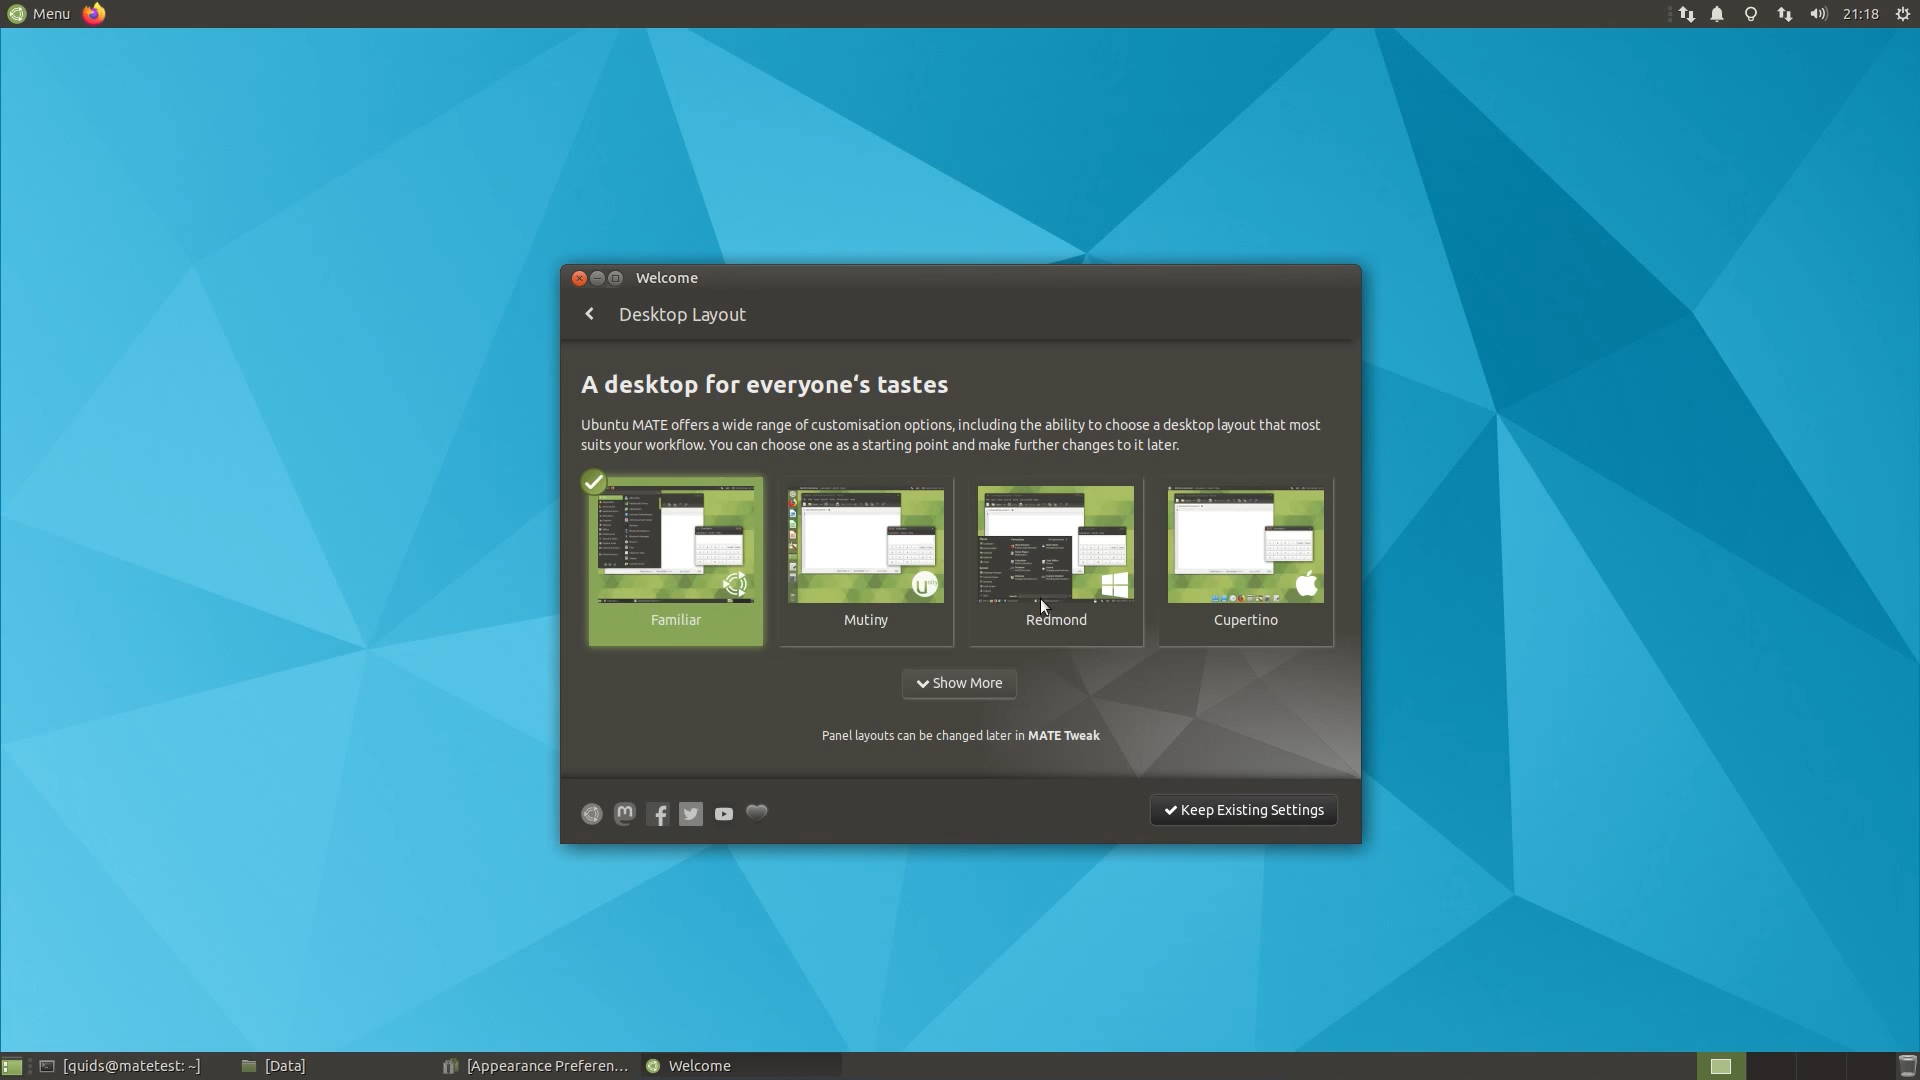 Menu
21:18
Welcome
Desktop Layout
A desktop for everyone‘s tastes
Ubuntu MATE offers a wide range of customisation options, including the ability to choose a desktop layout that most
suits your workflow. You can choose one as a starting point and make further changes to it later.
Familiar
Mutiny
Redmond
Cupertino
Show More
Panel layouts can be changed later in MATE Tweak
Keep Existing Settings
[quids@matetest: ~]
[Data]
[Appearance Preferen...
Welcome